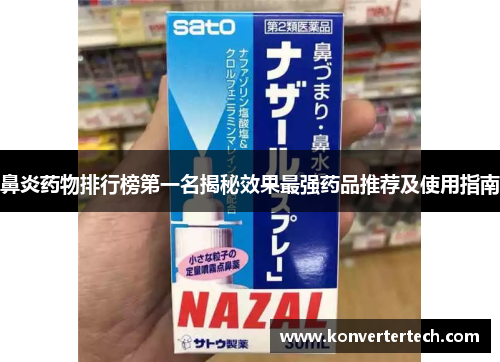 sato
第2類医薬品
鼻づまり・鼻水
ナザール
スプレー」
ナファゾリン塩酸塩&
クロルフェニラミンマレイン
配合
鼻炎药物排行榜第一名揭秘效果最强药品推荐及使用指南
小さな粒子の
定量噴霧点鼻薬
NAZAL
サトウ製薬
30mL
www.konvertertech.com